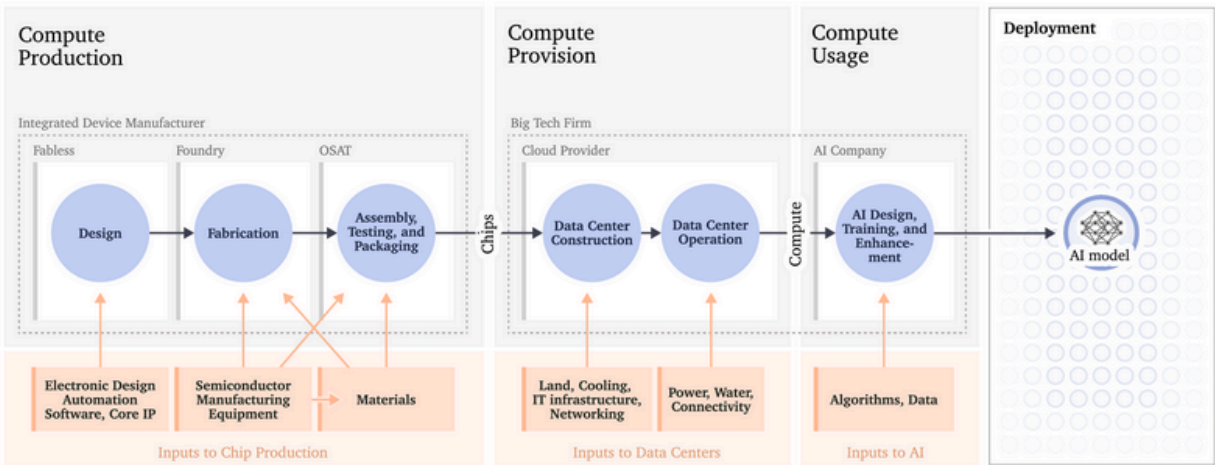 Compute
Production
Integrated Device Manufacturer
Fabless
Foundry
OSAT
Design
Fabrication
Assembly,
Testing, and
Packaging
Chips
Electronic Design
Automation
Software, Core IP
Semiconductor
Manufacturing
Equipment
Materials
Inputs to Chip Production
Compute
Provision
Big Tech Firm
Cloud Provider
Data Center
Construction
Data Center
Operation
Compute
Land, Cooling,
IT infrastructure,
Networking
Power, Water,
Connectivity
Inputs to Data Centers
Compute
Usage
AI Company
AI Design,
Training, and
Enhance-
ment
Algorithms, Data
Inputs to AI
Deployment
AI model